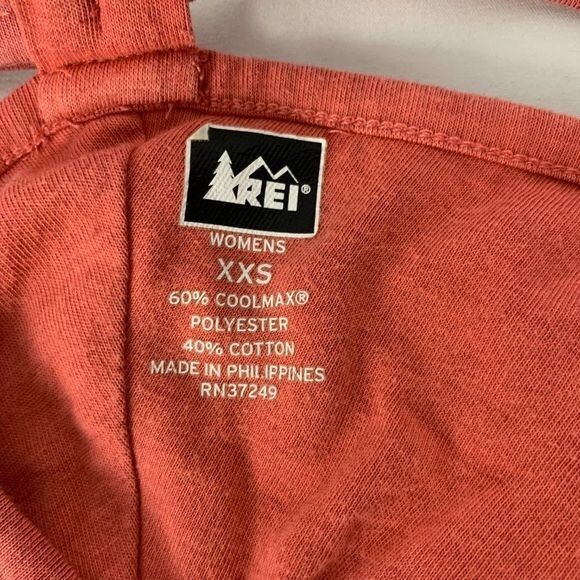 REI®
WOMENS
XXS
60% COOLMAX®
POLYESTER
40% COTTON
MADE IN PHILIPPINES
RN37249